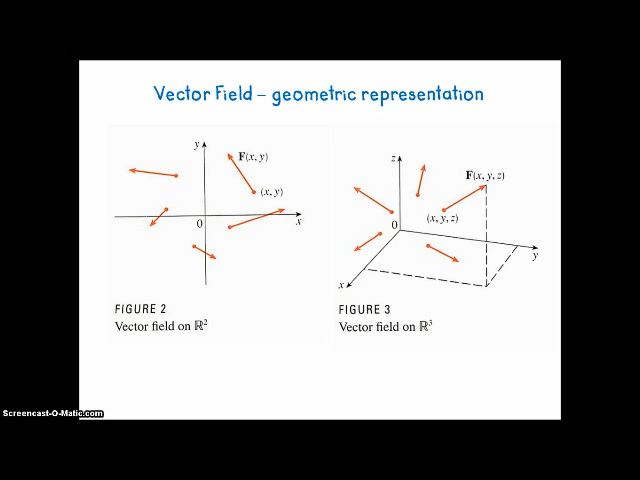 Vector Field – geometric representation
y
F(x, y)
(x, y)
0
x
FIGURE 2
Vector field on ℝ²
z
F(x, y, z)
(x, y, z)
0
y
x
FIGURE 3
Vector field on ℝ³
Screencast-O-Matic.com